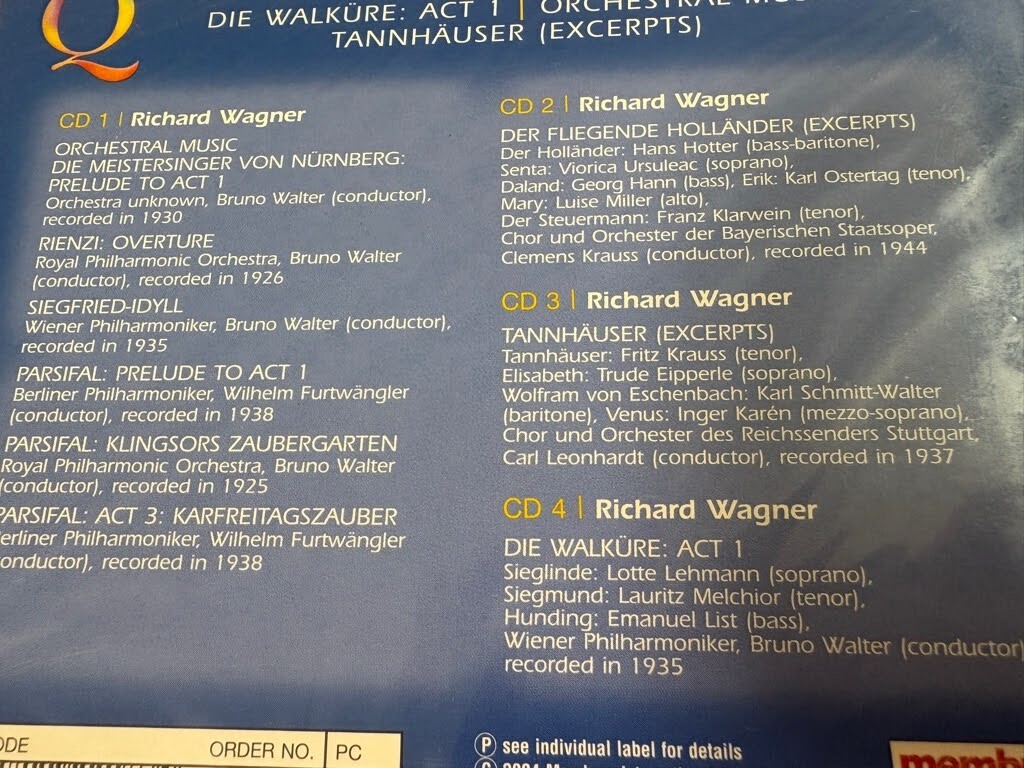 DIE WALKÜRE: ACT 1 | ORCHESTRAL
TANNHÄUSER (EXCERPTS)
CD 1 | Richard Wagner
ORCHESTRAL MUSIC
DIE MEISTERSINGER VON NÜRNBERG:
PRELUDE TO ACT 1
Orchestra unknown, Bruno Walter (conductor),
recorded in 1930
RIENZI: OVERTURE
Royal Philharmonic Orchestra, Bruno Walter
(conductor), recorded in 1926
SIEGFRIED-IDYLL
Wiener Philharmoniker, Bruno Walter (conductor),
recorded in 1935
PARSIFAL: PRELUDE TO ACT 1
Berliner Philharmoniker, Wilhelm Furtwängler
(conductor), recorded in 1938
PARSIFAL: KLINGSORS ZAUBERGARTEN
Royal Philharmonic Orchestra, Bruno Walter
(conductor), recorded in 1925
PARSIFAL: ACT 3: KARFREITAGSZAUBER
erliner Philharmoniker, Wilhelm Furtwängler
onductor), recorded in 1938
CD 2 | Richard Wagner
DER FLIEGENDE HOLLÄNDER (EXCERPTS)
Der Holländer: Hans Hotter (bass-baritone),
Senta: Viorica Ursuleac (soprano),
Daland: Georg Hann (bass), Erik: Karl Ostertag (tenor),
Mary: Luise Miller (alto),
Der Steuermann: Franz Klarwein (tenor),
Chor und Orchester der Bayerischen Staatsoper,
Clemens Krauss (conductor), recorded in 1944
CD 3 | Richard Wagner
TANNHÄUSER (EXCERPTS)
Tannhäuser: Fritz Krauss (tenor),
Elisabeth: Trude Eipperle (soprano),
Wolfram von Eschenbach: Karl Schmitt-Walter
(baritone), Venus: Inger Karén (mezzo-soprano),
Chor und Orchester des Reichssenders Stuttgart,
Carl Leonhardt (conductor), recorded in 1937
CD 4 | Richard Wagner
DIE WALKÜRE: ACT 1
Sieglinde: Lotte Lehmann (soprano),
Siegmund: Lauritz Melchior (tenor),
Hunding: Emanuel List (bass),
Wiener Philharmoniker, Bruno Walter (conductor)
recorded in 1935
ODE ORDER NO. PC
Ⓟ see individual label for details